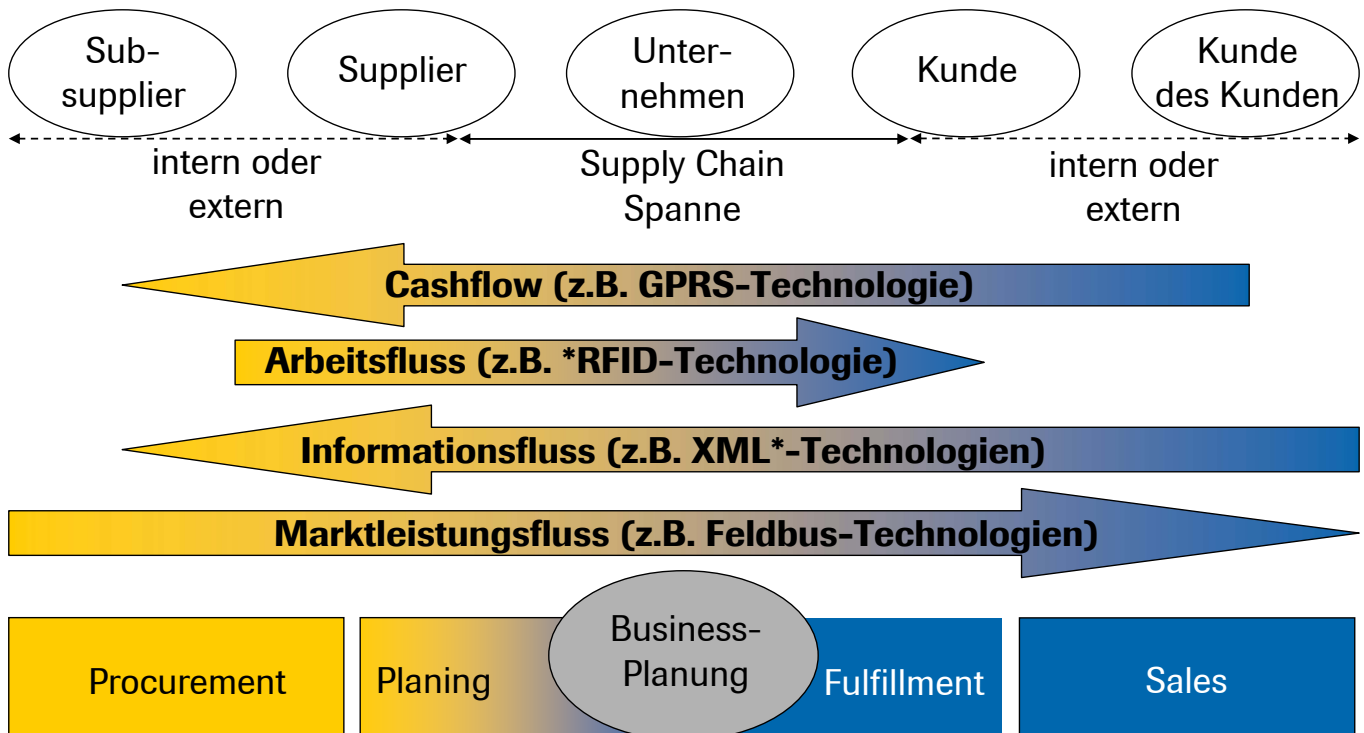 Sub-
supplier
Supplier
Unter-
nehmen
Kunde
Kunde
des Kunden
intern oder
extern
Supply Chain
Spanne
intern oder
extern
Cashflow (z.B. GPRS-Technologie)
Arbeitsfluss (z.B. *RFID-Technologie)
Informationsfluss (z.B. XML*-Technologien)
Marktleistungsfluss (z.B. Feldbus-Technologien)
Procurement
Planing
Business-
Planung
Fulfillment
Sales